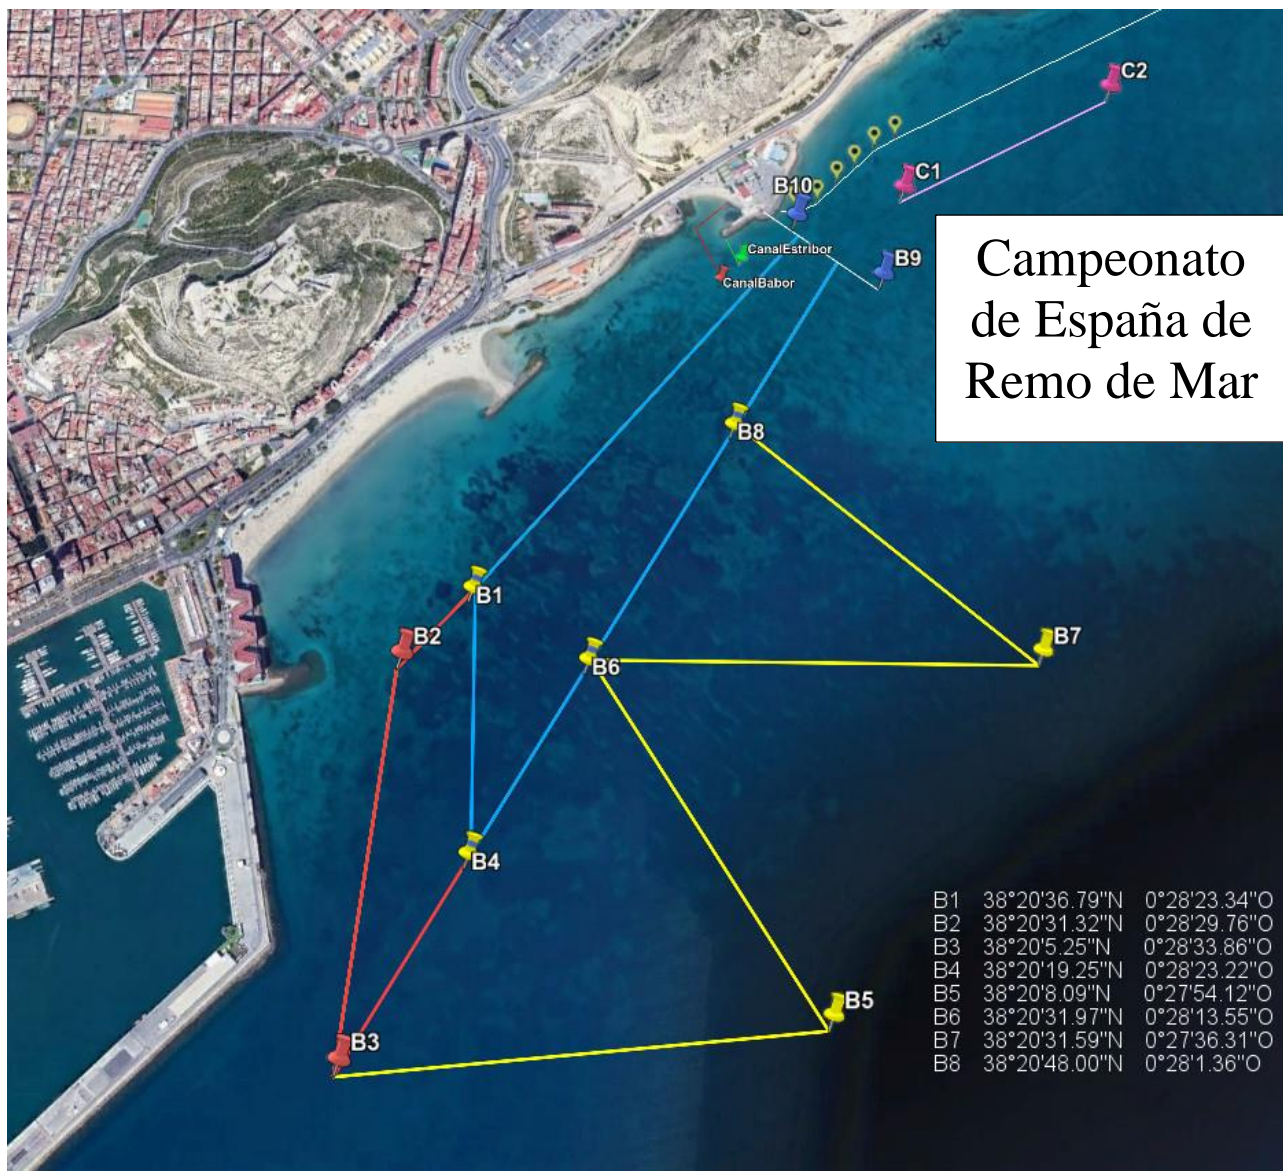 C2
C1
B10
CanalEstribor
B9
CanalBabor
Campeonato
de España de
Remo de Mar
B8
B1
B2
B7
B6
B4
B5
B3
B1 38°20'36.79"N 0°28'23.34"O
B2 38°20'31.32"N 0°28'29.76"O
B3 38°20'5.25"N 0°28'33.86"O
B4 38°20'19.25"N 0°28'23.22"O
B5 38°20'8.09"N 0°27'54.12"O
B6 38°20'31.97"N 0°28'13.55"O
B7 38°20'31.59"N 0°27'36.31"O
B8 38°20'48.00"N 0°28'1.36"O